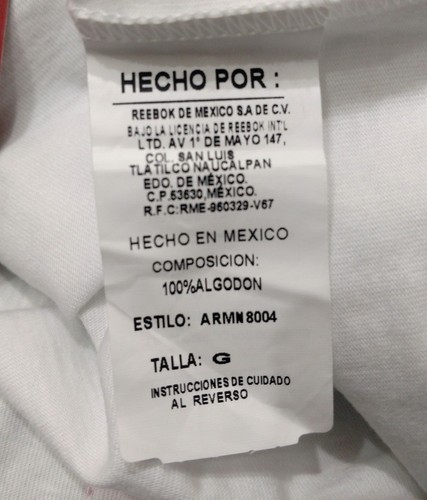 HECHO POR :
REEBOK DE MEXICO S.A DE C.V.
BAJO LA LICENCIA DE REEBOK INT'L
LTD. AV 1° DE MAYO 147,
COL. SAN LUIS
TLATILCO NAUCALPAN
EDO. DE MÉXICO.
C.P. 53630, MÉXICO.
R.F.C: RME-960329-V67
HECHO EN MEXICO
COMPOSICION:
100%ALGODON
ESTILO: ARMN8004
TALLA: G
INSTRUCCIONES DE CUIDADO
AL REVERSO